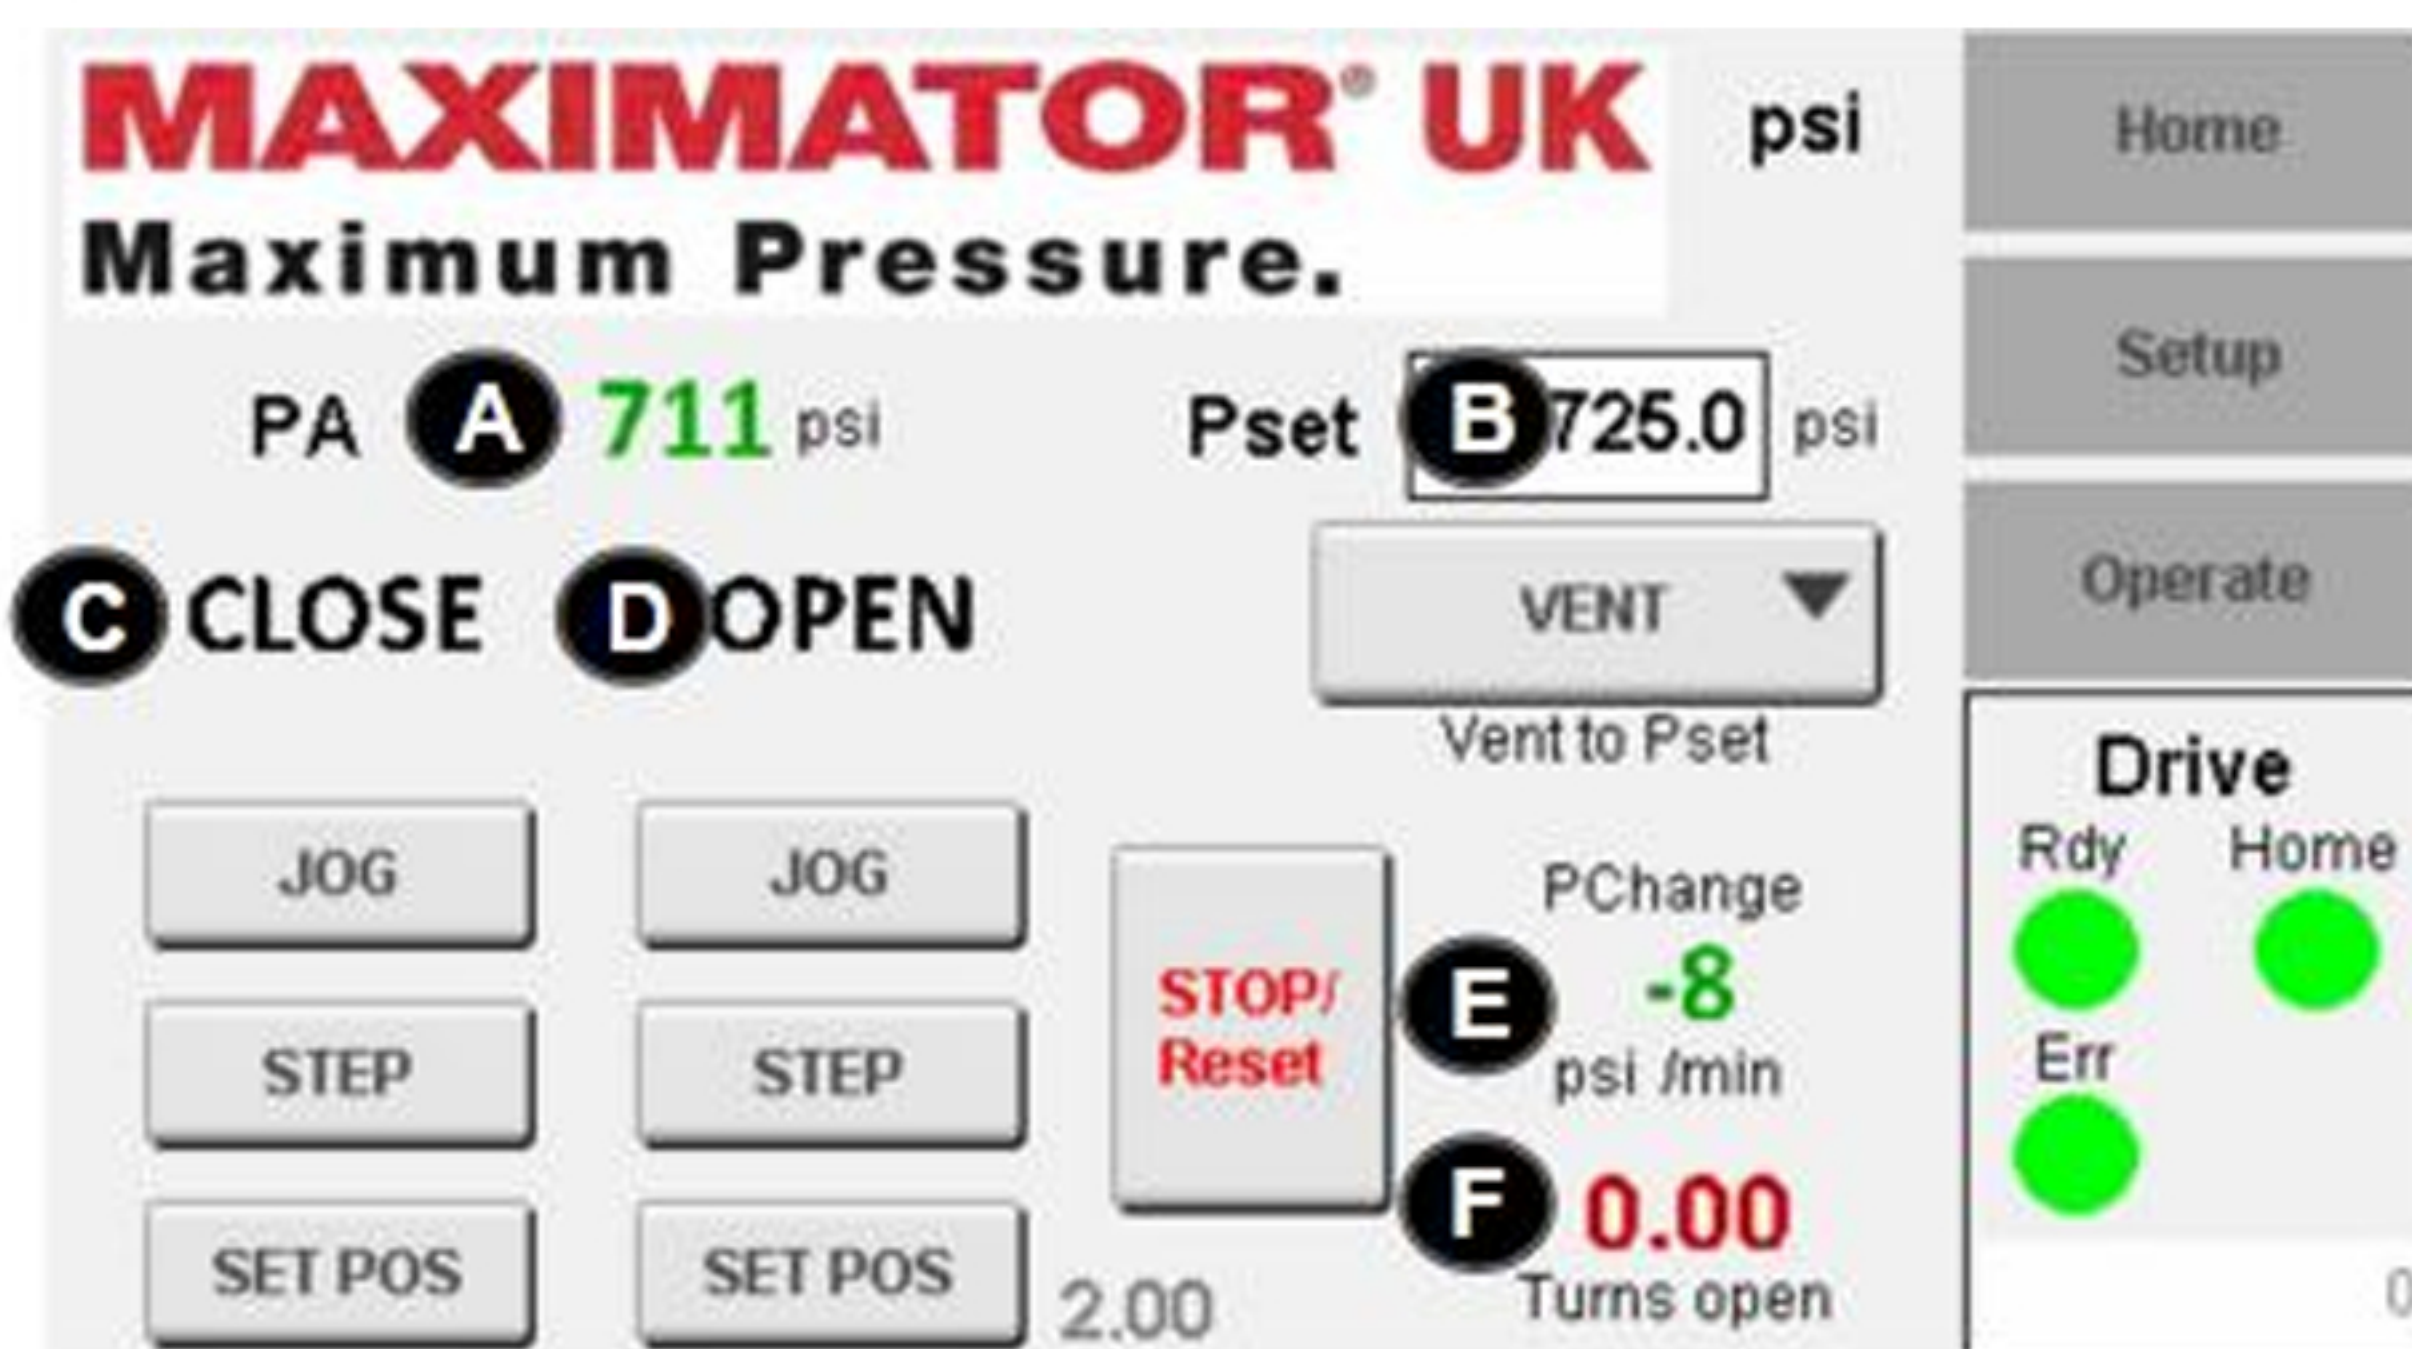 MAXIMATOR® UK
psi
Maximum Pressure.
PA A 711 psi
Pset B 725.0 psi
C CLOSE D OPEN
VENT
Vent to Pset
JOG JOG
STEP STEP
SET POS SET POS 2.00
STOP/
Reset
PChange
E -8
psi /min
F 0.00
Turns open
Home
Setup
Operate
Drive
Rdy Home
Err